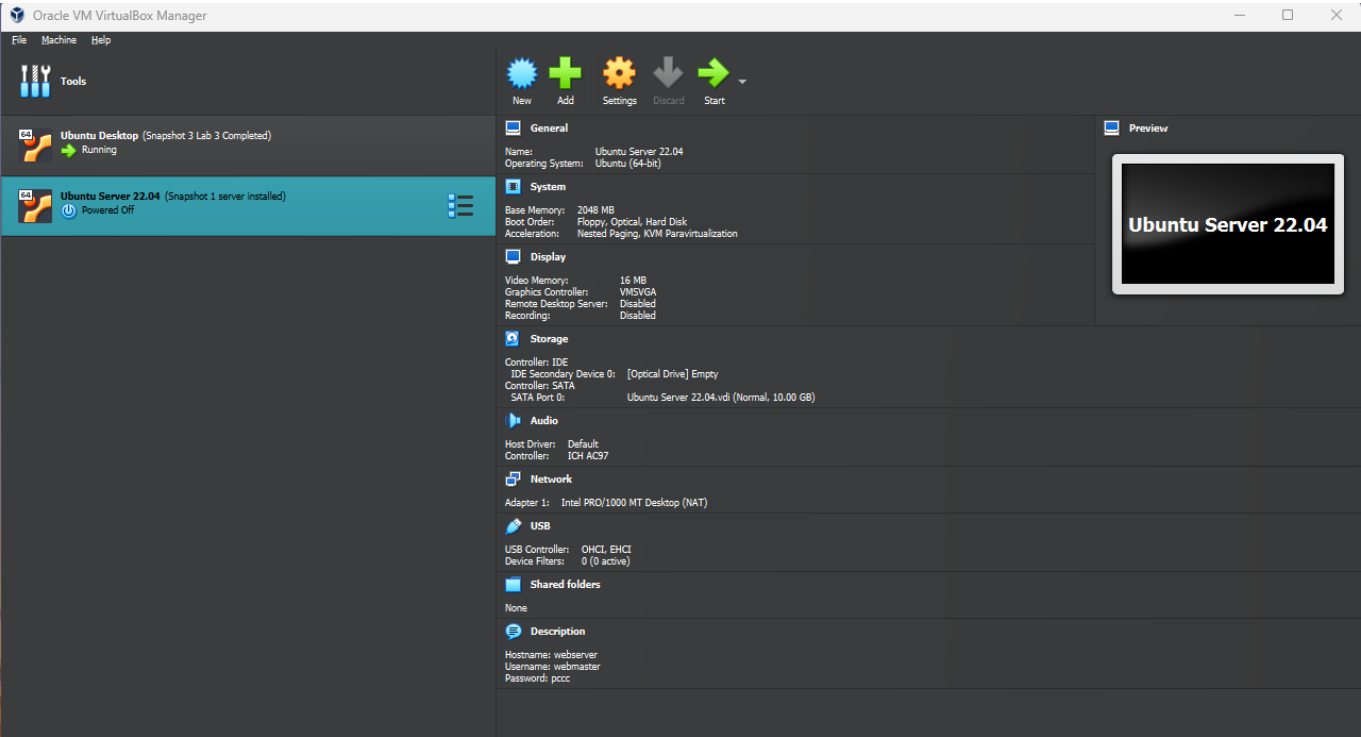 Oracle VM VirtualBox Manager
File Machine Help
Tools
New Add Settings Discard Start
64
Ubuntu Desktop (Snapshot 3 Lab 3 Completed)
Running
64
Ubuntu Server 22.04 (Snapshot 1 server installed)
Powered Off
General
Name: Ubuntu Server 22.04
Operating System: Ubuntu (64-bit)
System
Base Memory: 2048 MB
Boot Order: Floppy, Optical, Hard Disk
Acceleration: Nested Paging, KVM Paravirtualization
Display
Video Memory: 16 MB
Graphics Controller: VMSVGA
Remote Desktop Server: Disabled
Recording: Disabled
Storage
Controller: IDE
IDE Secondary Device 0: [Optical Drive] Empty
Controller: SATA
SATA Port 0: Ubuntu Server 22.04.vdi (Normal, 10.00 GB)
Audio
Host Driver: Default
Controller: ICH AC97
Network
Adapter 1: Intel PRO/1000 MT Desktop (NAT)
USB
USB Controller: OHCI, EHCI
Device Filters: 0 (0 active)
Shared folders
None
Description
Hostname: webserver
Username: webmaster
Password: pccc
Preview
Ubuntu Server 22.04